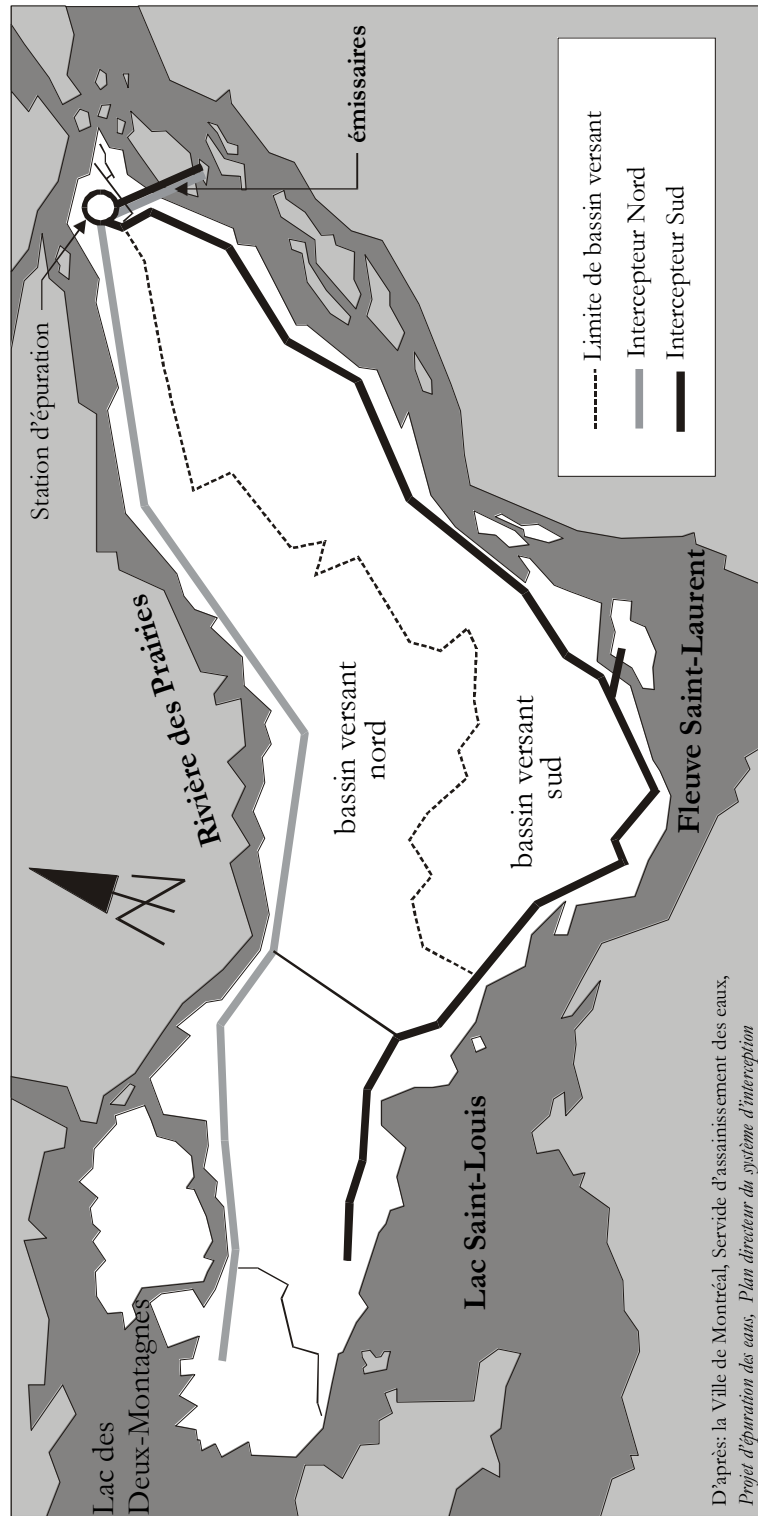 Lac des
Deux-Montagnes
Rivière des Prairies
Station d'épuration
émissaires
bassin versant
nord
bassin versant
sud
Lac Saint-Louis
Fleuve Saint-Laurent
N
Limite de bassin versant
Intercepteur Nord
Intercepteur Sud
D'après: la Ville de Montréal, Servide d'assainissement des eaux,
Projet d'épuration des eaus, Plan directeur du système d'interception